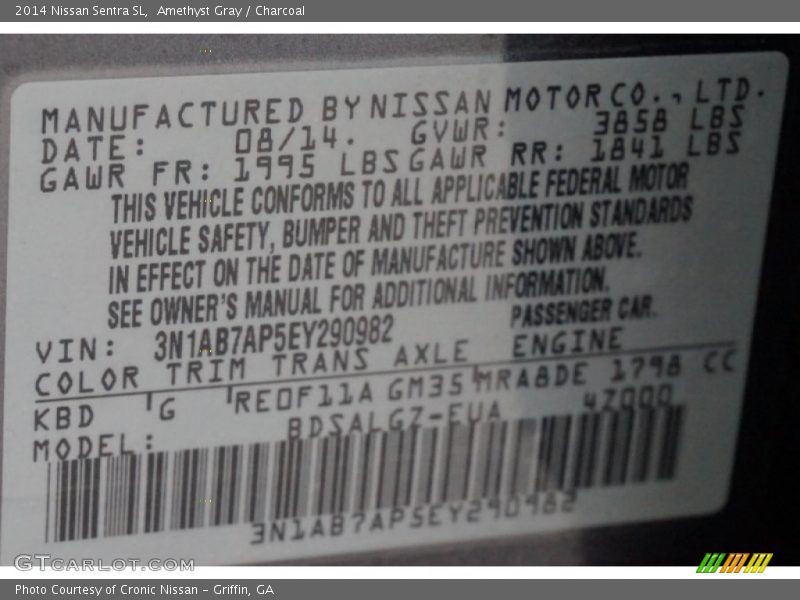 2014 Nissan Sentra SL,  Amethyst Gray / Charcoal
MANUFACTURED BY NISSAN MOTOR CO., LTD.
DATE: 08/14. GVWR: 3858 LBS
GAWR FR: 1995 LBS GAWR RR: 1841 LBS
THIS VEHICLE CONFORMS TO ALL APPLICABLE FEDERAL MOTOR
VEHICLE SAFETY, BUMPER AND THEFT PREVENTION STANDARDS
IN EFFECT ON THE DATE OF MANUFACTURE SHOWN ABOVE.
SEE OWNER'S MANUAL FOR ADDITIONAL INFORMATION.
VIN: 3N1AB7AP5EY290982 PASSENGER CAR.
COLOR TRIM TRANS AXLE ENGINE
KBD G RE0F11A GM35 MRA8DE 1798 CC
MODEL: BDSALGZ-EUA 4Z000
3N1AB7AP5EY290982
GTCARLOT.COM
Photo Courtesy of Cronic Nissan - Griffin, GA